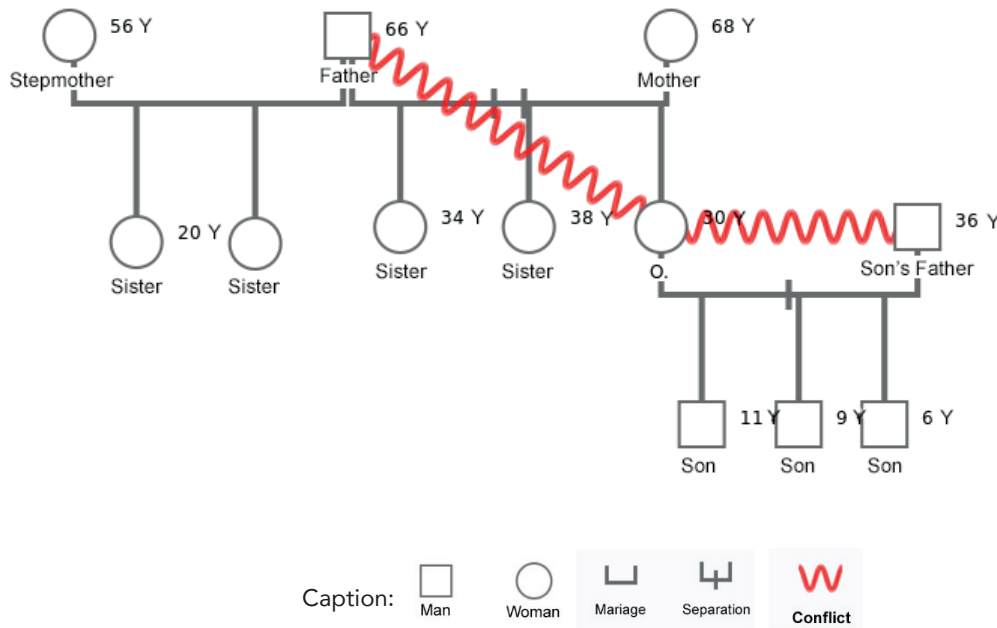 56 Y
66 Y
68 Y
Stepmother
Father
Mother
20 Y
34 Y
38 Y
30 Y
36 Y
Sister
Sister
Sister
Sister
O.
Son's Father
11 Y
9 Y
6 Y
Son
Son
Son
Caption:
Man
Woman
Mariage
Separation
Conflict